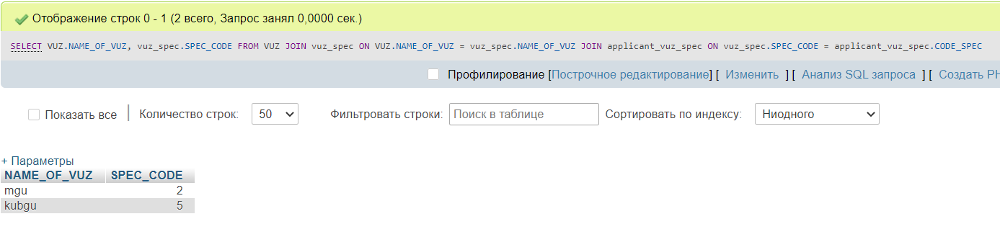 Отображение строк 0 - 1 (2 всего, Запрос занял 0,0000 сек.)
SELECT VUZ.NAME_OF_VUZ, vuz_spec.SPEC_CODE FROM VUZ JOIN vuz_spec ON VUZ.NAME_OF_VUZ = vuz_spec.NAME_OF_VUZ JOIN applicant_vuz_spec ON vuz_spec.SPEC_CODE = applicant_vuz_spec.CODE_SPEC
Профилирование [Построчное редактирование] [ Изменить ] [ Анализ SQL запроса ] [ Создать PH
Показать все | Количество строк: 50 Фильтровать строки: Поиск в таблице Сортировать по индексу: Ниодного
+ Параметры
NAME_OF_VUZ SPEC_CODE
mgu 2
kubgu 5